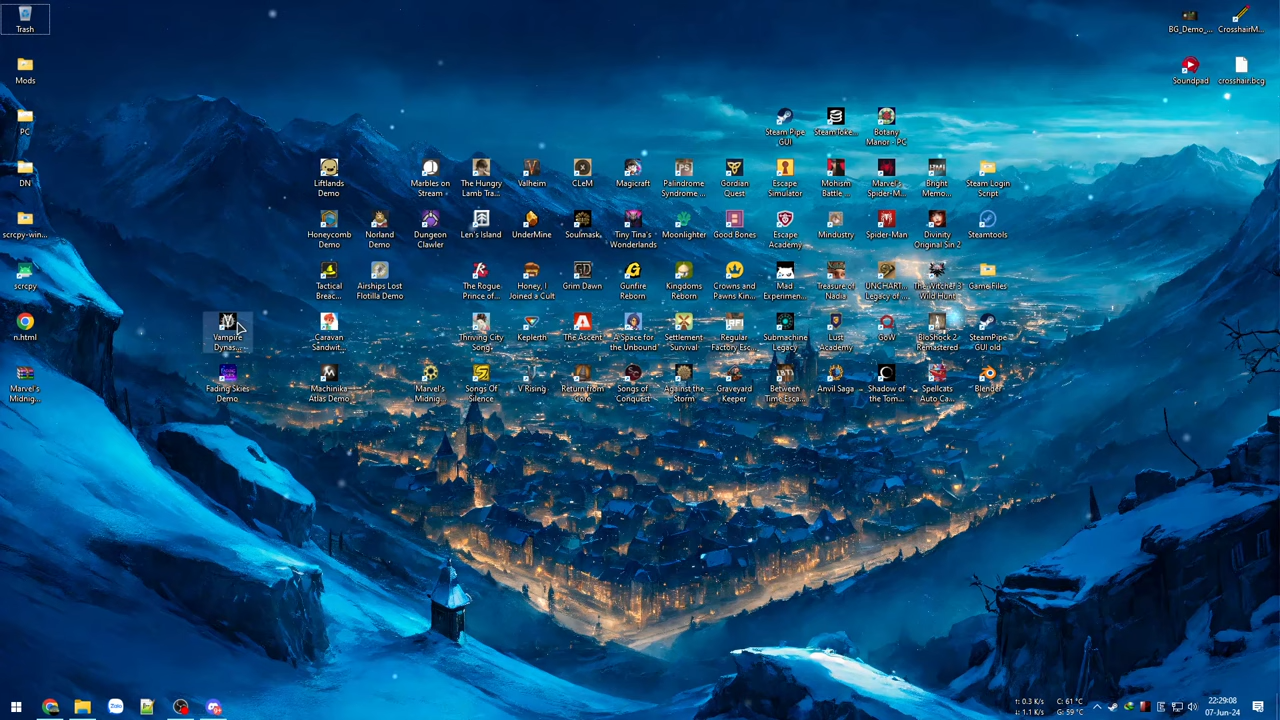 Trash
BG_Demo_...
CrosshairM...
Mods
Soundpad
crosshair.bcg
PC
Steam Pipe
GUI
SteamToke...
Botany
Manor - PC
DN
Liftlands
Demo
Marbles on
Stream
The Hungry
Lamb Tra...
Valheim
CLeM
Magicraft
Palindrome
Syndrome ...
Gordian
Quest
Escape
Simulator
Mohism
Battle ...
Marvel's
Spider-M...
Bright
Memo...
Steam Login
Script
scrcpy-win...
Honeycomb
Demo
Norland
Demo
Dungeon
Clawler
Len's Island
UnderMine
Soulmask
Tiny Tina's
Wonderlands
Moonlighter
Good Bones
Escape
Academy
Mindustry
Spider-Man
Divinity
Original Sin 2
Steamtools
scrcpy
Tactical
Breac...
Airships Lost
Flotilla Demo
The Rogue
Prince of...
Honey, I
Joined a Cult
Grim Dawn
Gunfire
Reborn
Kingdoms
Reborn
Crowns and
Pawns Kin...
Mad
Experimen...
Treasure of
Nadia
UNCHART...
Legacy of ...
The Witcher 3
Wild Hunt
Game Files
n.html
Vampire
Dynas...
Caravan
Sandwit...
Thriving City
Song
Keplerth
The Ascent
A Space for
the Unbound
Settlement
Survival
Regular
Factory Esc...
Submachine
Legacy
Lust
Academy
GoW
BioShock 2
Remastered
SteamPipe
GUI old
Marvel's
Midnig...
Fading Skies
Demo
Machinika
Atlas Demo
Marvel's
Midnig...
Songs Of
Silence
V Rising
Return from
Core
Songs of
Conquest
Against the
Storm
Graveyard
Keeper
Between
Time Esca...
Anvil Saga
Shadow of
the Tom...
Spellcats
Auto Ca...
Blender
Zalo
↑: 0.3 K/s
↓: 1.1 K/s
C: 61 °C
G: 59 °C
22:29:08
07-Jun-24